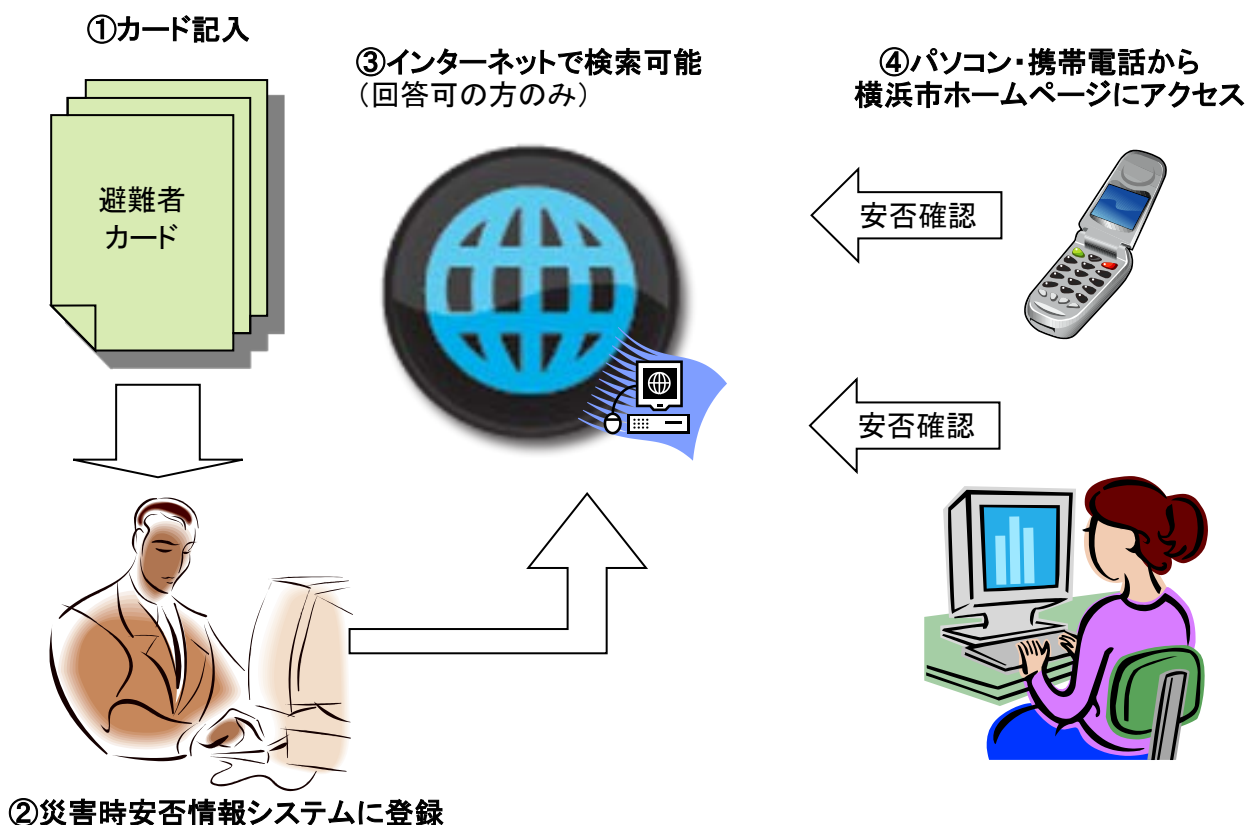 ①カード記入
避難者
カード
②災害時安否情報システムに登録
③インターネットで検索可能
（回答可の方のみ）
④パソコン・携帯電話から
横浜市ホームページにアクセス
安否確認
安否確認